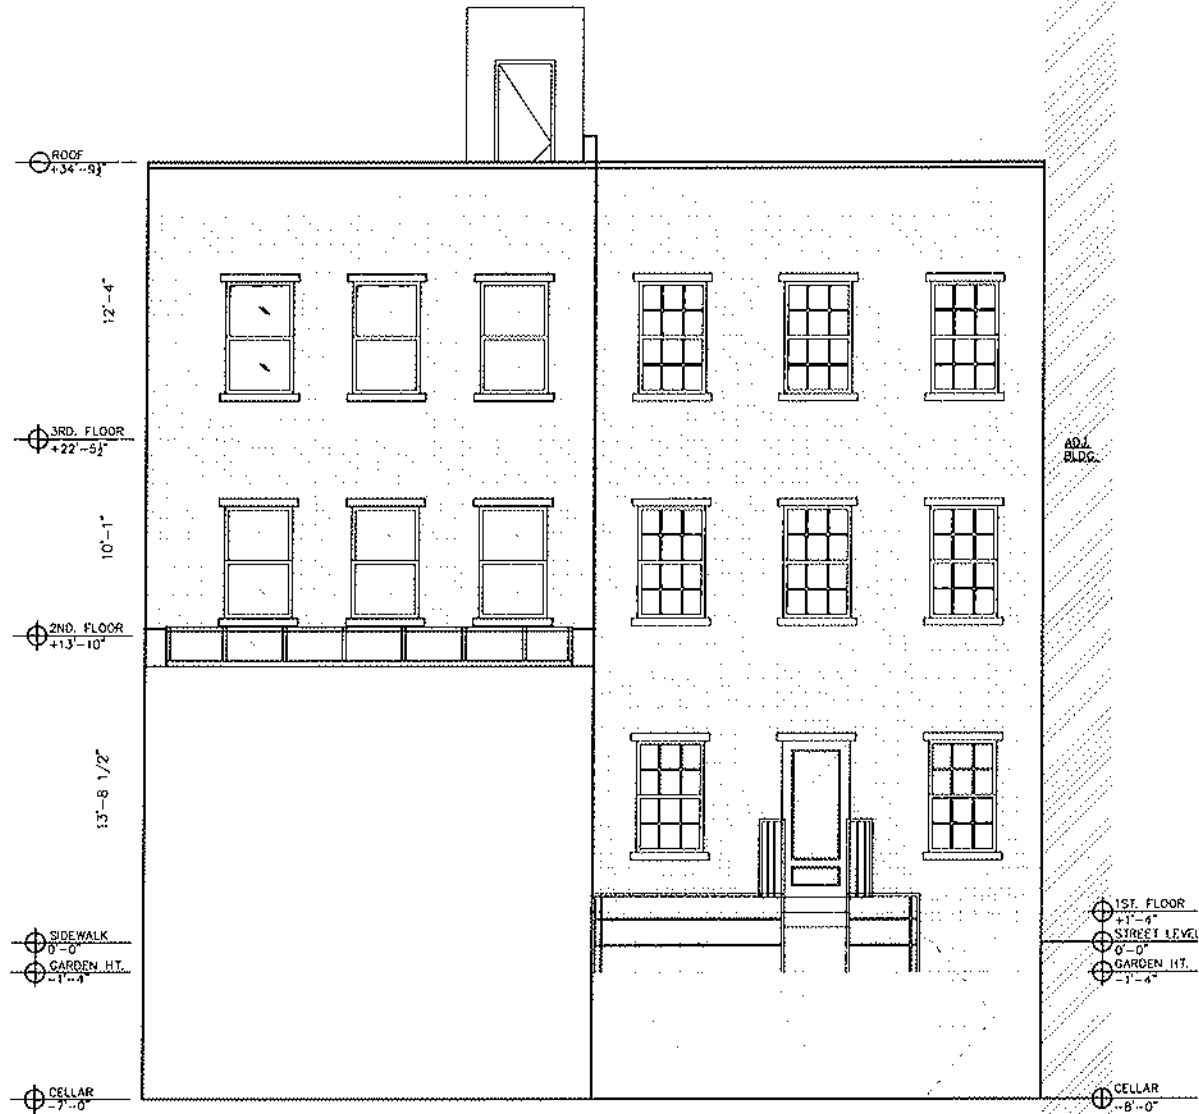 ROOF
+34'-9½"
12'-4"
3RD. FLOOR
+22'-5½"
ADJ.
BLDG.
10'-1"
2ND. FLOOR
+13'-10"
13'-8 1/2"
1ST. FLOOR
+1'-4"
SIDEWALK
0'-0"
STREET LEVEL
0'-0"
GARDEN HT.
-1'-4"
GARDEN HT.
-1'-4"
CELLAR
-7'-0"
CELLAR
-8'-0"